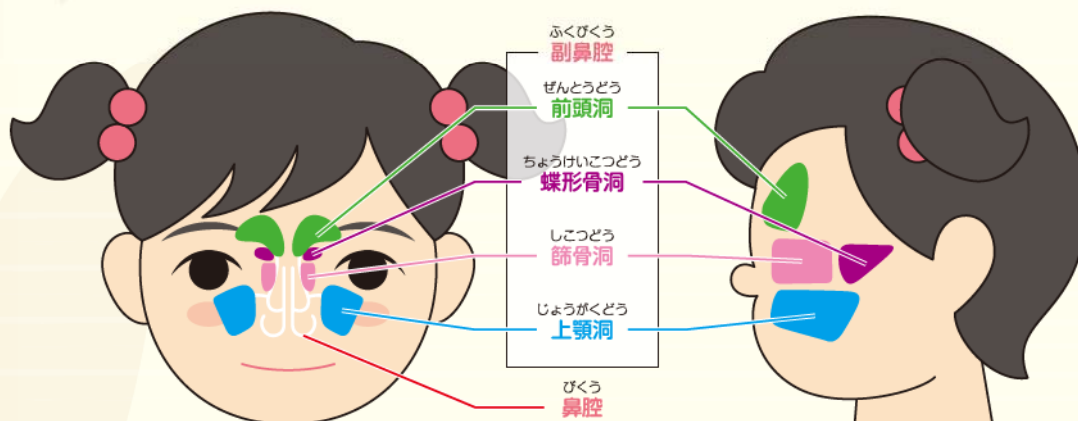 ふくびくう
副鼻腔
ぜんとうどう
前頭洞
ちょうけいこつどう
蝶形骨洞
しこつどう
篩骨洞
じょうがくどう
上顎洞
びくう
鼻腔